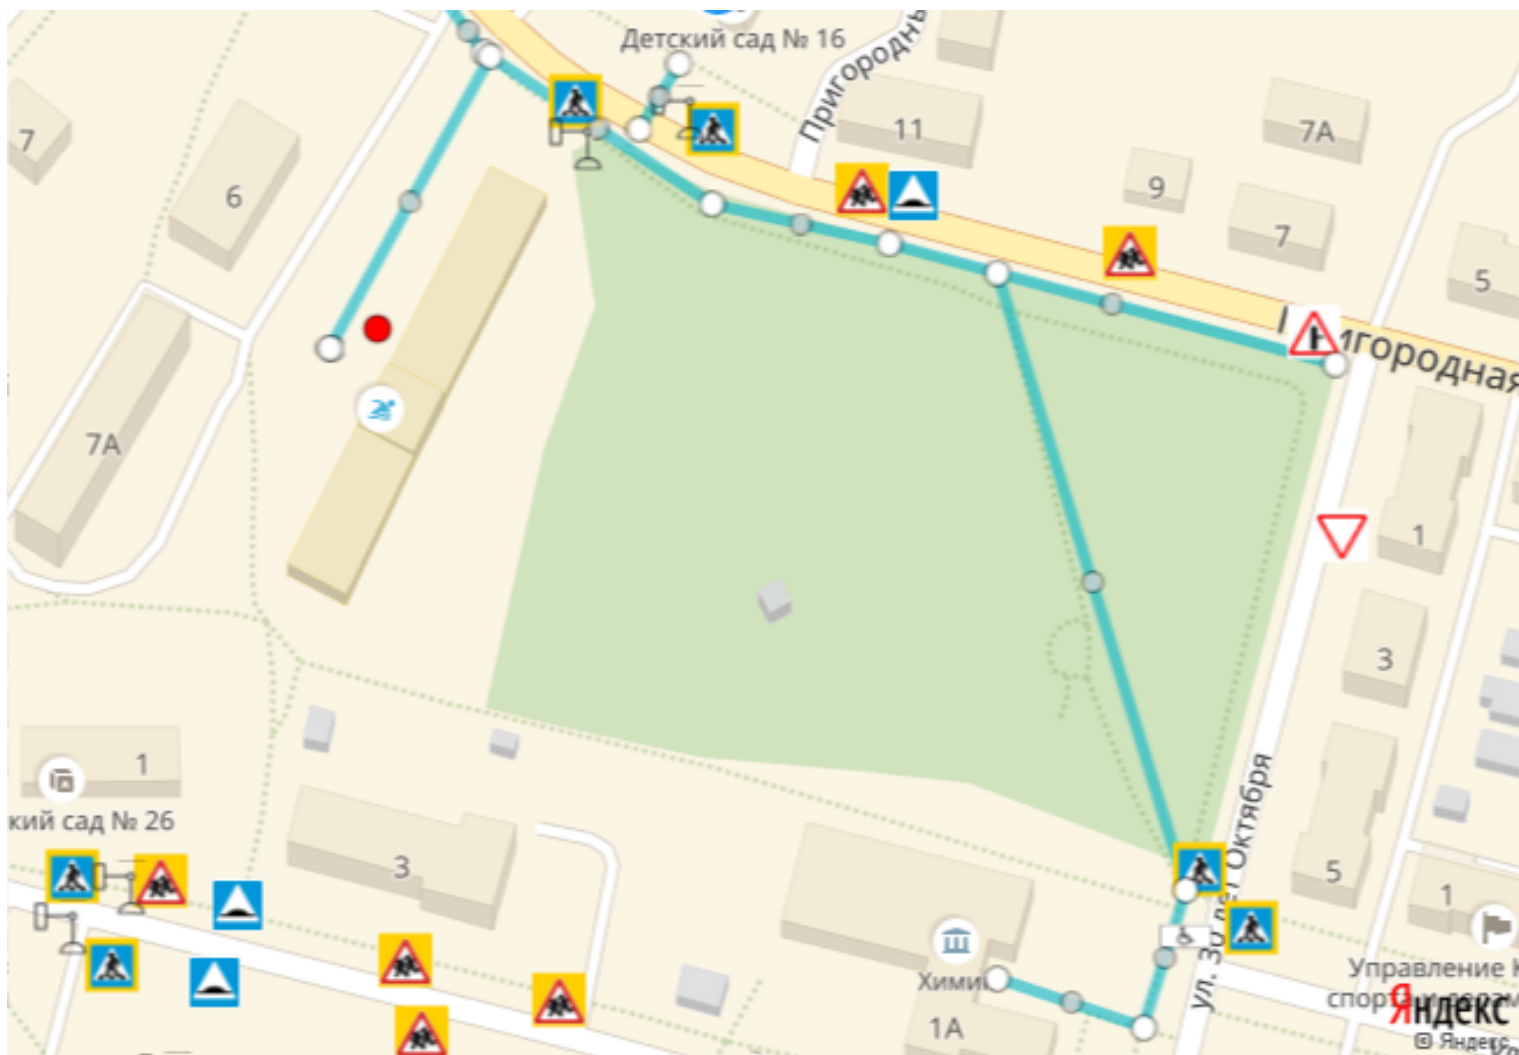 Детский сад № 16
Пригородны
7
11
7А
6
9
7
5
игородная
7А
1
3
1
кий сад № 26
3
5
1
ул. 30 лет Октября
Хими
Управление К
1А
Яндекс
© Яндекс